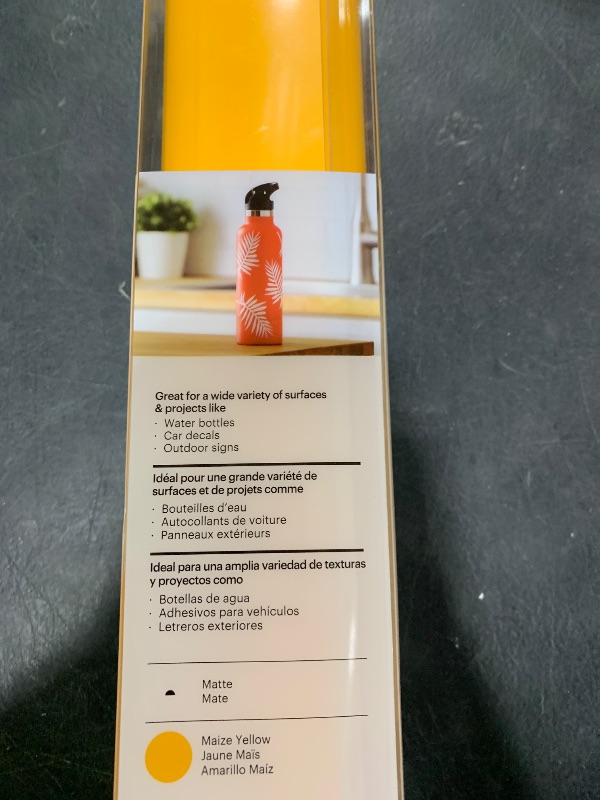 Great for a wide variety of surfaces
& projects like
· Water bottles
· Car decals
· Outdoor signs
Idéal pour une grande variété de
surfaces et de projets comme
· Bouteilles d'eau
· Autocollants de voiture
· Panneaux extérieurs
Ideal para una amplia variedad de texturas
y proyectos como
· Botellas de agua
· Adhesivos para vehículos
· Letreros exteriores
Matte
Mate
Maize Yellow
Jaune Maïs
Amarillo Maíz